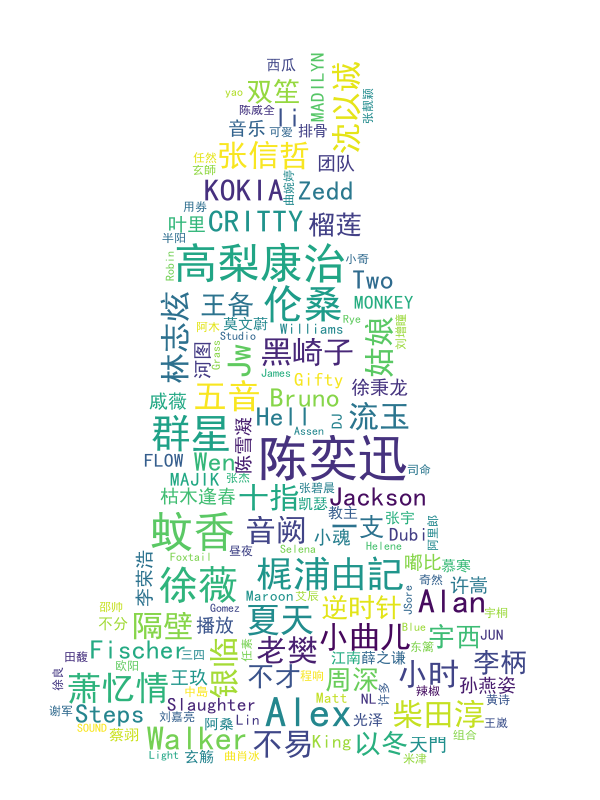 西瓜
MADILYN
沈以诚
张靓颖
yao
双笙
陈威全
li
音乐
可爱
排骨
任然
张信哲
团队
玄師
曲婉婷
用券
KOKIA
Zedd
叶里
CRITTY
榴莲
半阳
Robin
高梨康治
小奇
Two
林志炫
王备
伦桑
MONKEY
阿木
莫文蔚
Williams
Rye
姑娘
刘增瞳
河图
Grass
Studio
Jw
黑崎子
James
Gifty
徐秉龙
戚薇
五音
Bruno
Hell
DJ
流玉
群星
陈雪凝
Assen
FLOW
Wen
陈奕迅
司命
MAJIK
张杰
枯木逢春
十指
张碧晨
凯瑟
Jackson
蚊香
音阙
教主
一支
张宇
小魂
Dubi
阿里郎
Foxtail
昼夜
Selena
Helene
嘟比
慕寒
李荣浩
徐薇
梶浦由記
奇然
许嵩
Maroon
艾辰
uSore
Alan
邵帅
Gomez
夏天
逆时针
宇桐
不分
隔壁
播放
小曲儿
Blue
宇西
JUN
田馥
Fischer
三四
任素
老樊
东篱
江南
薛之谦
李柄
徐良
欧阳
银临
不才
程响
周深
小时
孙燕姿
萧忆情
王玖
中岛
Matt
许多
NL
辣椒
黄诗
谢军
Steps
Slaughter
刘嘉亮
阿桑
Lin
Alex
光泽
柴田淳
王崴
SOUND
蔡翊
Walker
不易
King
以冬
天門
组合
Light
玄觞
曲肖冰
米津